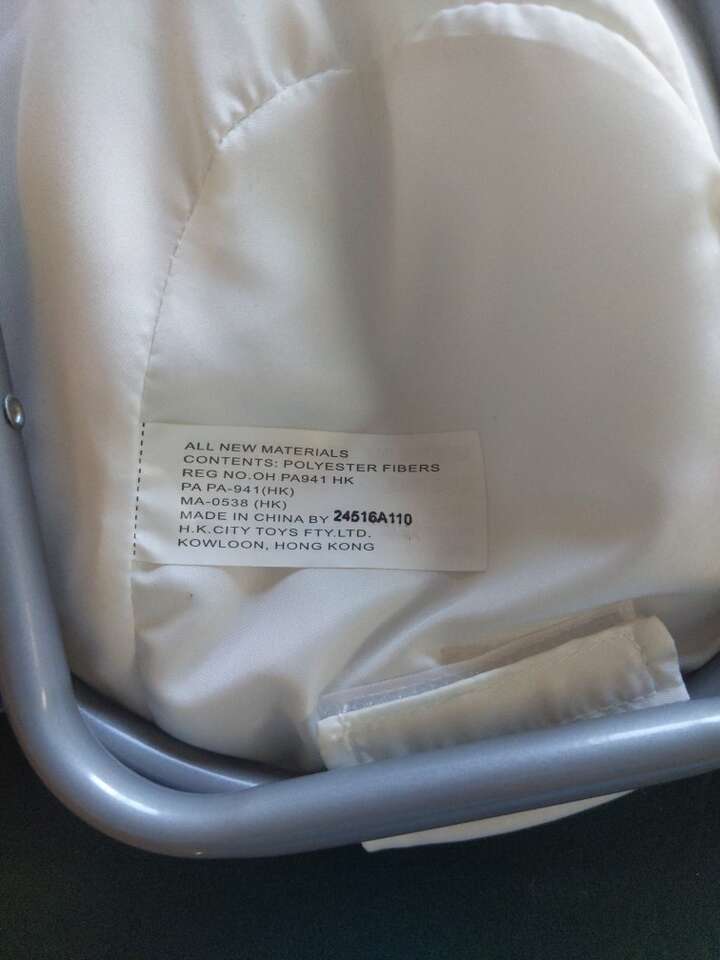 ALL NEW MATERIALS
CONTENTS: POLYESTER FIBERS
REG NO.OH PA941 HK
PA PA-941(HK)
MA-0538 (HK)
MADE IN CHINA BY 24516A110
H.K.CITY TOYS FTY.LTD.
KOWLOON, HONG KONG